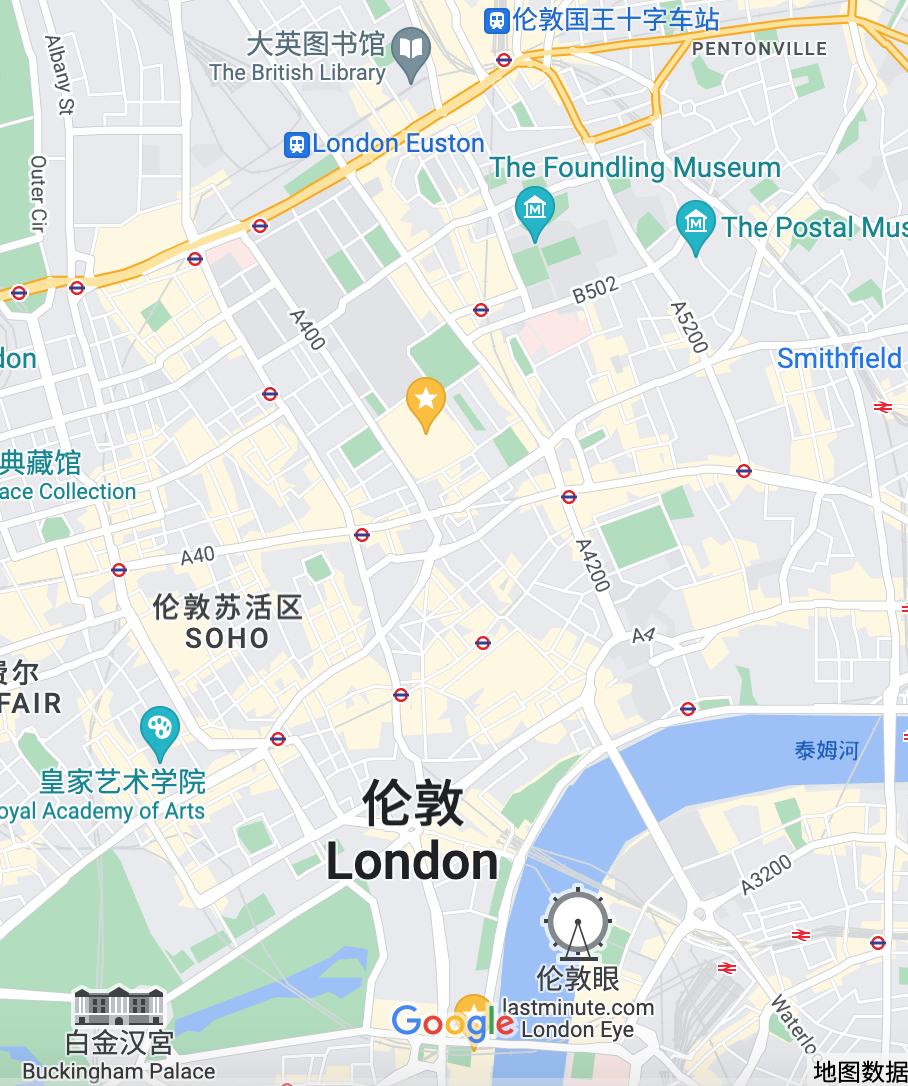 伦敦国王十字车站
大英图书馆
The British Library
PENTONVILLE
Albany St
London Euston
Outer Cir
The Foundling Museum
The Postal Mus
B502
A400
A5200
don
Smithfield
典藏馆
ace Collection
A40
A4200
伦敦苏活区
SOHO
A4
费尔
FAIR
泰姆河
皇家艺术学院
oyal Academy of Arts
伦敦
London
A3200
伦敦眼
lastminute.com
London Eye
Google
Waterlo
白金汉宫
Buckingham Palace
地图数据